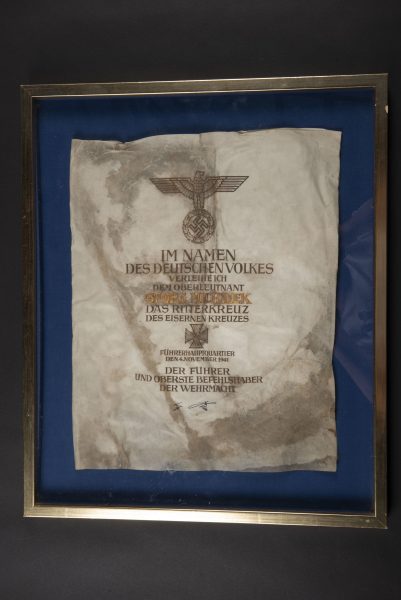 IM NAMEN
DES DEUTSCHEN VOLKES
VERLEIHE ICH
DEM OBERLEUTNANT
DAS RITTERKREUZ
DES EISERNEN KREUZES
FÜHRERHAUPTQUARTIER
DEN 4. NOVEMBER 1941
DER FÜHRER
UND OBERSTE BEFEHLSHABER
DER WEHRMACHT